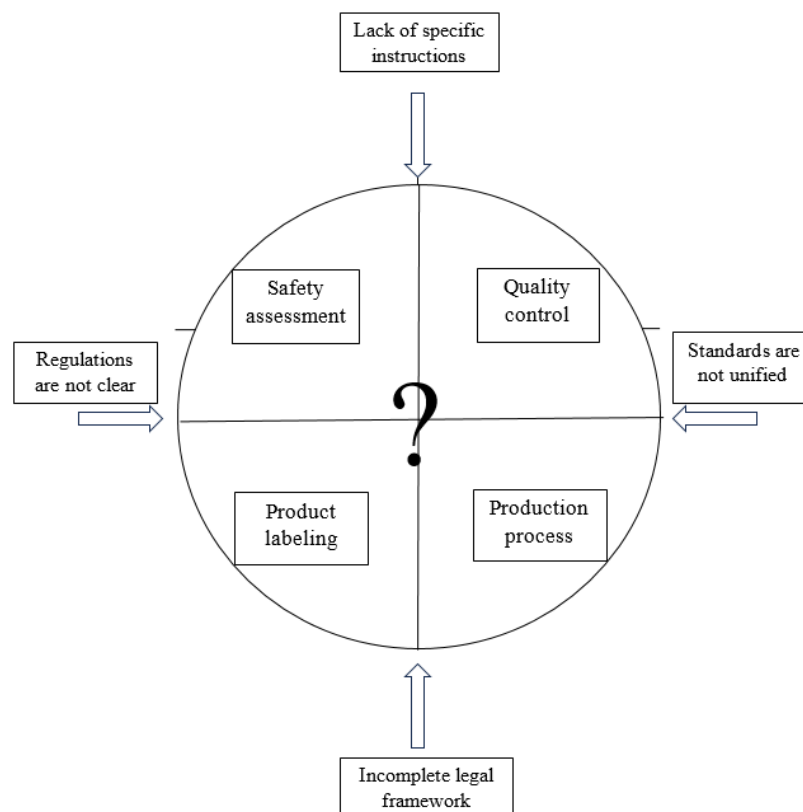 Lack of specific
instructions
Safety
assessment
Quality
control
Regulations
are not clear
Standards are
not unified
?
Product
labeling
Production
process
Incomplete legal
framework